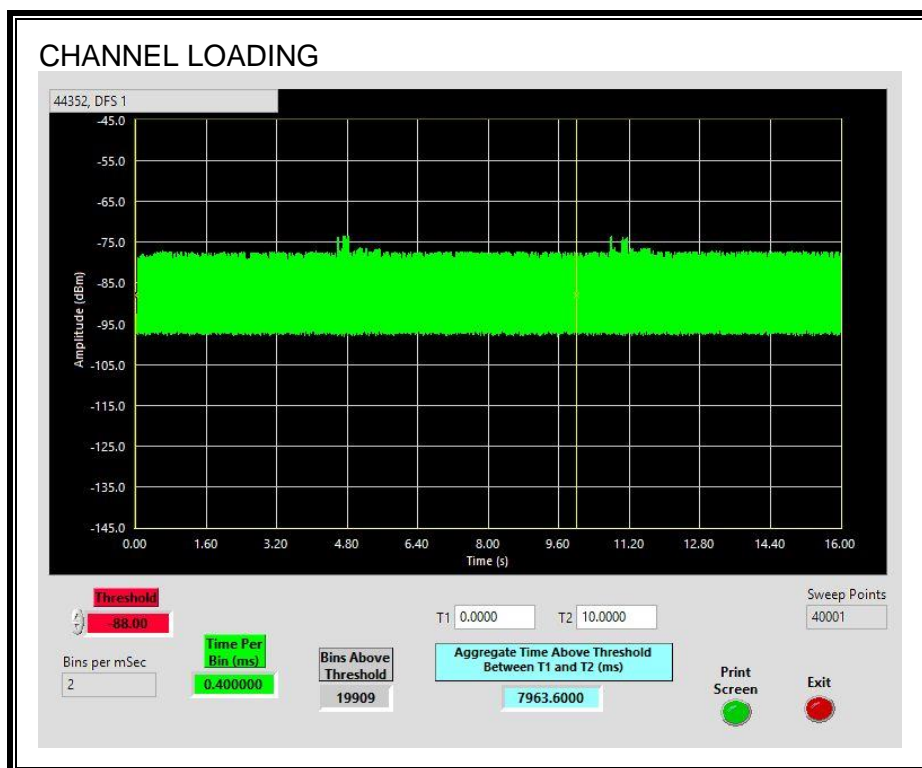 CHANNEL LOADING
44352, DFS 1
-45.0
-55.0
-65.0
-75.0
-85.0
-95.0
-105.0
-115.0
-125.0
-135.0
-145.0
Amplitude (dBm)
0.00 1.60 3.20 4.80 6.40 8.00 9.60 11.20 12.80 14.40 16.00
Time (s)
Threshold
-88.00
Bins per mSec
2
Time Per
Bin (ms)
0.400000
Bins Above
Threshold
19909
T1 0.0000 T2 10.0000
Aggregate Time Above Threshold
Between T1 and T2 (ms)
7963.6000
Sweep Points
40001
Print
Screen
Exit